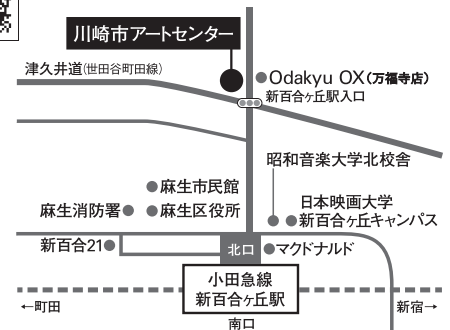 川崎市アートセンター
津久井道(世田谷町田線)
Odakyu OX(万福寺店)
新百合ヶ丘駅入口
昭和音楽大学北校舎
麻生市民館
日本映画大学
麻生消防署
麻生区役所
新百合ヶ丘キャンパス
新百合21
北口
マクドナルド
小田急線
新百合ヶ丘駅
←町田
新宿→
南口